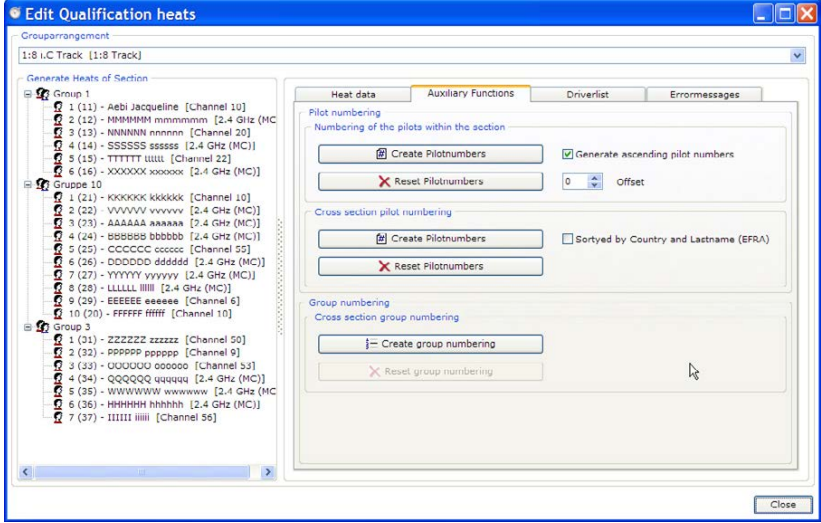 Edit Qualification heats
Grouparrangement
1:8 I.C Track [1:8 Track]
Generate Heats of Section
Group 1
1 (11) - Aebi Jacqueline [Channel 10]
2 (12) - MMMMMM mmmmmm [2.4 GHz (MC
3 (13) - NNNNNN nnnnnn [Channel 20]
4 (14) - SSSSSS ssssss [2.4 GHz (MC)]
5 (15) - TTTTTT tttttt [Channel 22]
6 (16) - XXXXXX xxxxxx [2.4 GHz (MC)]
Gruppe 10
1 (21) - KKKKKK kkkkkk [Channel 10]
2 (22) - VVVVVV vvvvvv [2.4 GHz (MC)]
3 (23) - AAAAAA aaaaaa [2.4 GHz (MC)]
4 (24) - BBBBBB bbbbbb [2.4 GHz (MC)]
5 (25) - CCCCCC cccccc [Channel 55]
6 (26) - DDDDDD dddddd [2.4 GHz (MC)]
7 (27) - YYYYYY yyyyyy [2.4 GHz (MC)]
8 (28) - LLLLLL llllll [2.4 GHz (MC)]
9 (29) - EEEEEE eeeeee [Channel 6]
10 (20) - FFFFFF ffffff [Channel 10]
Group 3
1 (31) - ZZZZZZ zzzzzz [Channel 50]
2 (32) - PPPPPP pppppp [Channel 9]
3 (33) - OOOOOO oooooo [Channel 53]
4 (34) - QQQQQQ qqqqqq [2.4 GHz (MC)]
5 (35) - WWWWWW wwwwww [2.4 GHz (MC
6 (36) - HHHHHH hhhhhh [2.4 GHz (MC)]
7 (37) - IIIIII iiiiii [Channel 56]
Heat data
Auxiliary Functions
Driverlist
Errormessages
Pilot numbering
Numbering of the pilots within the section
Create Pilotnumbers
Generate ascending pilot numbers
Reset Pilotnumbers
0
Offset
Cross section pilot numbering
Create Pilotnumbers
Sortyed by Country and Lastname (EFRA)
Reset Pilotnumbers
Group numbering
Cross section group numbering
Create group numbering
Reset group numbering
Close